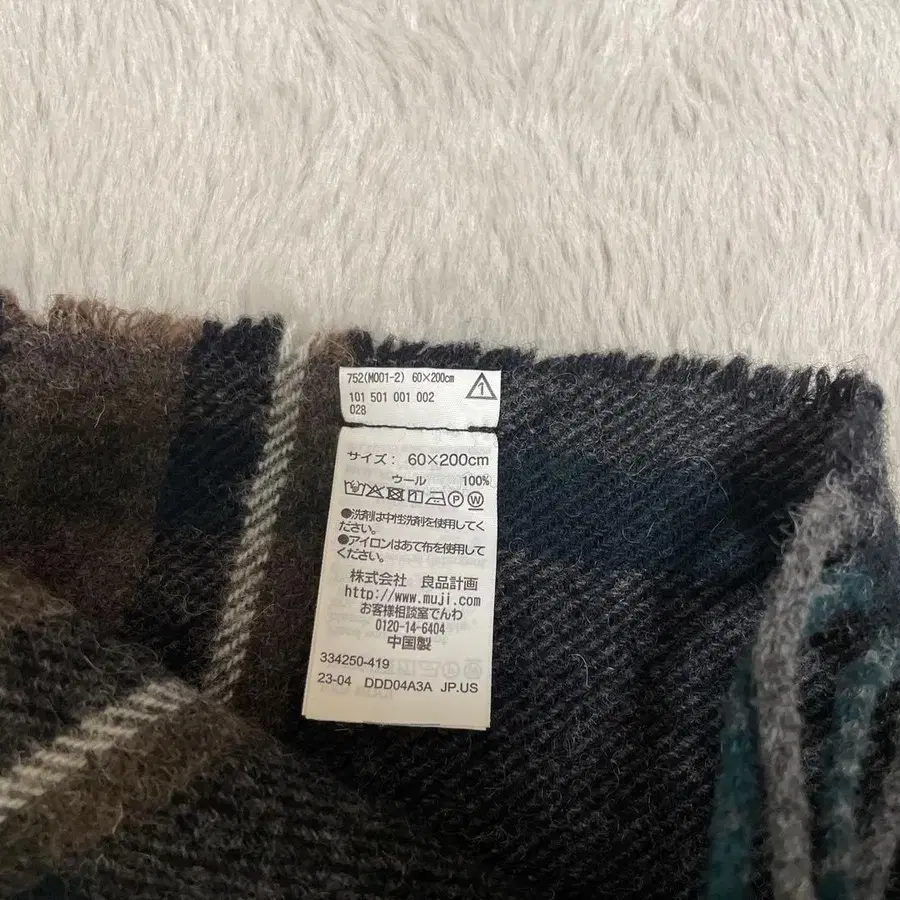 752(M001-2) 60×200cm
1
101 501 001 002
028
サイズ： 60×200cm
ウール 100%
P W
●洗剤は中性洗剤を使用してく
ださい。
●アイロンはあて布を使用して
ください。
株式会社 良品計画
http://www.muji.com
お客様相談室でんわ
0120-14-6404
中国製
334250-419
23-04 DDD04A3A JP.US